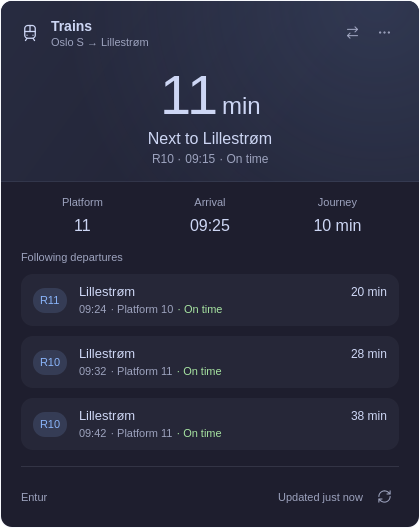 Trains
Oslo S → Lillestrøm
11 min
Next to Lillestrøm
R10 · 09:15 · On time
Platform Arrival Journey
11 09:25 10 min
Following departures
R11 Lillestrøm 20 min
09:24 · Platform 10 · On time
R10 Lillestrøm 28 min
09:32 · Platform 11 · On time
R10 Lillestrøm 38 min
09:42 · Platform 11 · On time
Entur Updated just now